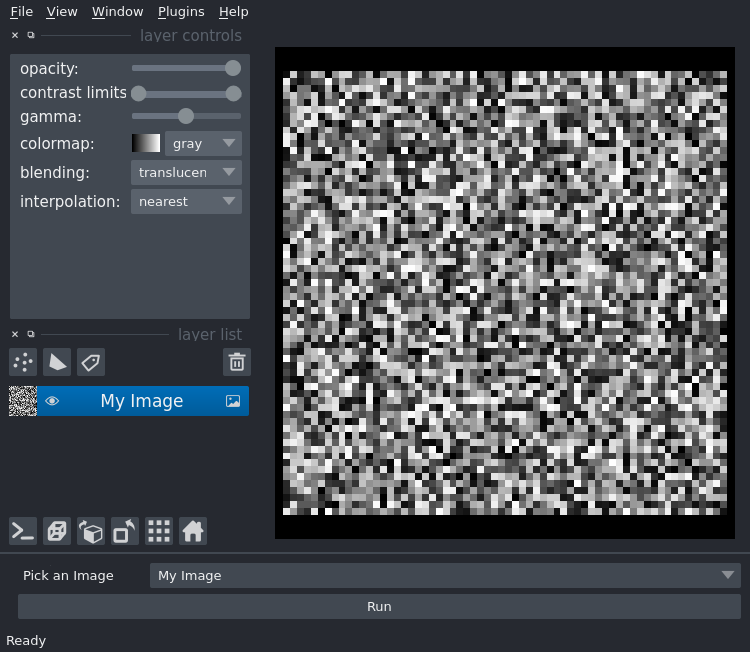 File View Window Plugins Help
layer controls
opacity:
contrast limits
gamma:
colormap: gray
blending: translucen
interpolation: nearest
layer list
My Image
Pick an Image My Image
Run
Ready